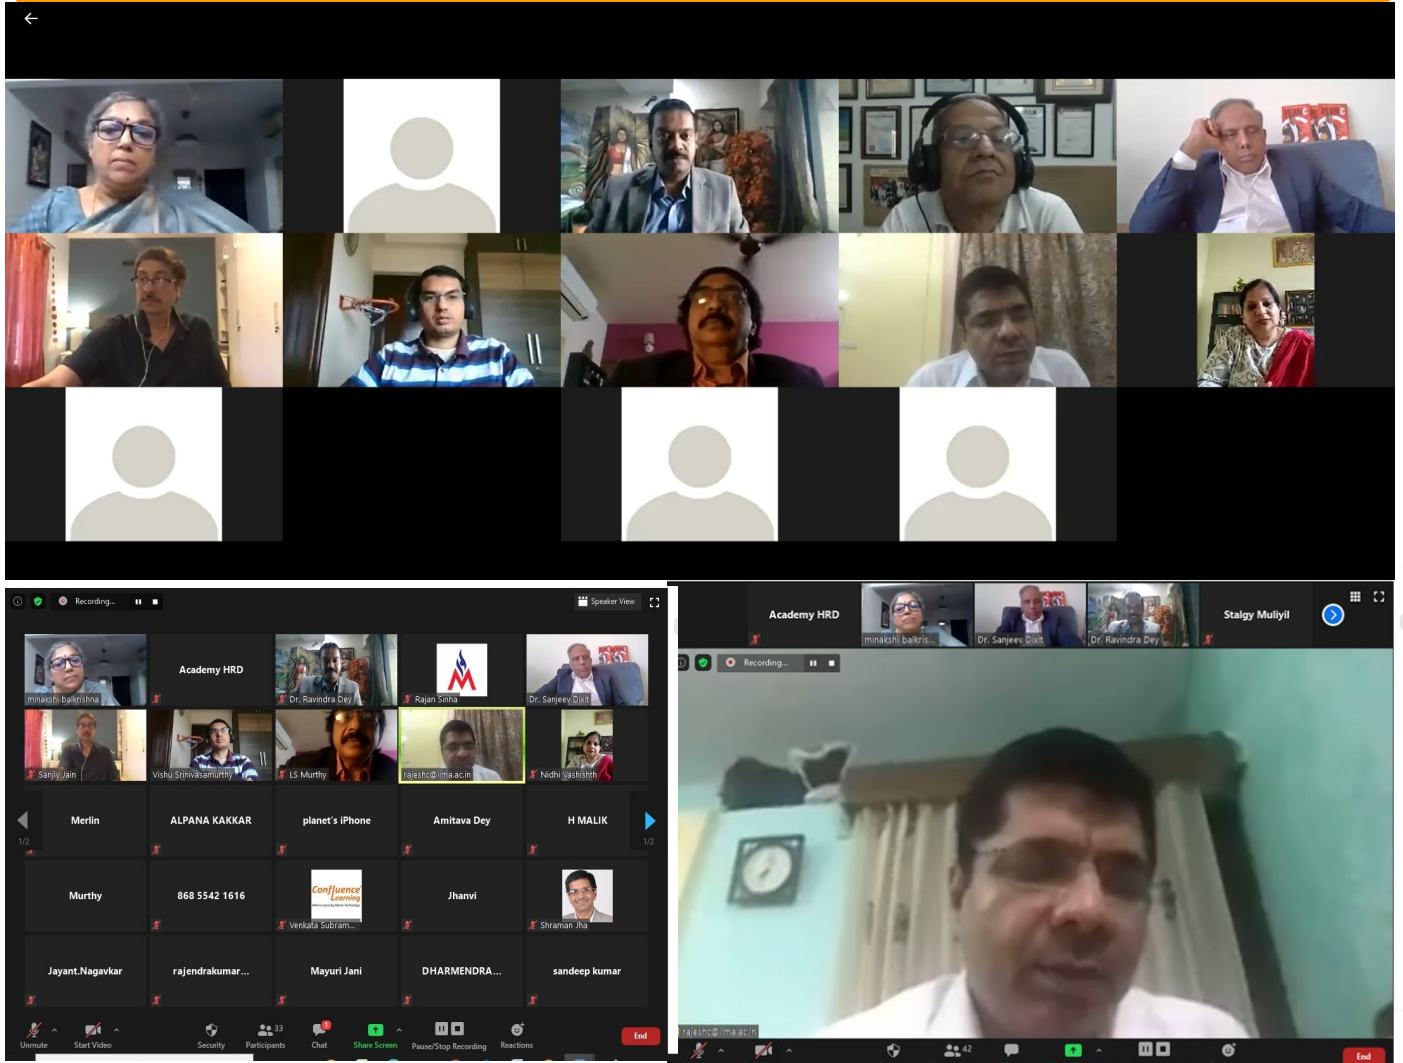 Recording...
Speaker View
minakshi balkrishna
Academy HRD
Dr. Ravindra Dey
Rajan Sinha
Dr. Sanjeev Dixit
Sanjiv Jain
Vishu Srinivasamurthy
LS Murthy
rajeshc@iima.ac.in
Nidhi Vashishth
Merlin
ALPANA KAKKAR
planet's iPhone
Amitava Dey
H MALIK
1/2
1/2
Murthy
868 5542 1616
Confluence
Learning
Venkata Subram...
Jhanvi
Shraman Jha
Jayant.Nagavkar
rajendrakumar...
Mayuri Jani
DHARMENDRA...
sandeep kumar
33
1
Unmute
Start Video
Security
Participants
Chat
Share Screen
Pause/Stop Recording
Reactions
End
Academy HRD
minakshi balkris...
Dr. Sanjeev Dixit
Dr. Ravindra Dey
Stalgy Muliyil
Recording...
rajeshc@iima.ac.in
42
End